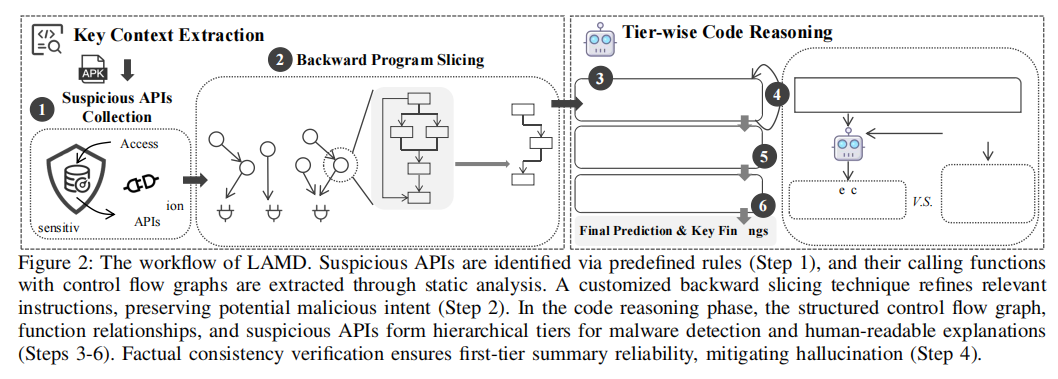 Key Context Extraction
APK
1
Suspicious APIs
Collection
Access
ion
sensitiv
APIs
2 Backward Program Slicing
Tier-wise Code Reasoning
3
4
5
6
Final Prediction & Key Fin ngs
e c
V.S.
Figure 2: The workflow of LAMD. Suspicious APIs are identified via predefined rules (Step 1), and their calling functions
with control flow graphs are extracted through static analysis. A customized backward slicing technique refines relevant
instructions, preserving potential malicious intent (Step 2). In the code reasoning phase, the structured control flow graph,
function relationships, and suspicious APIs form hierarchical tiers for malware detection and human-readable explanations
(Steps 3-6). Factual consistency verification ensures first-tier summary reliability, mitigating hallucination (Step 4).